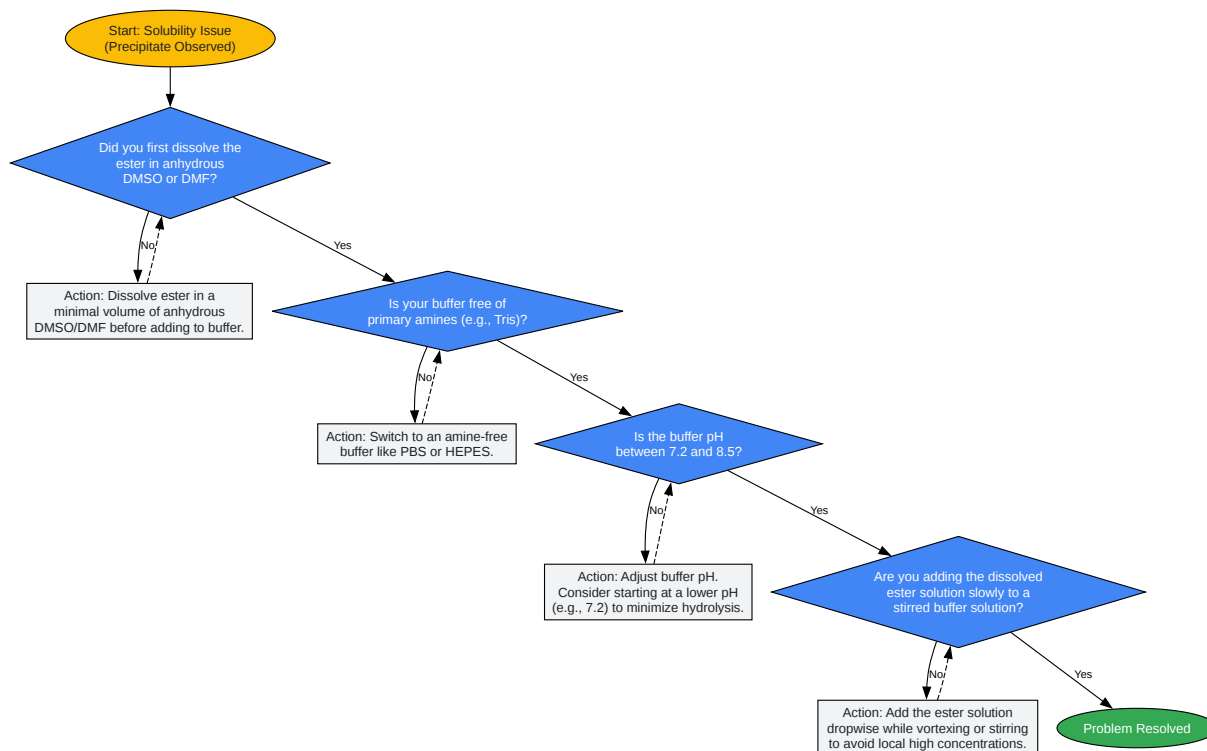 Start: Solubility Issue
(Precipitate Observed)
Did you first dissolve the
ester in anhydrous
DMSO or DMF?
No
Yes
Action: Dissolve ester in a
minimal volume of anhydrous
DMSO/DMF before adding to buffer.
Is your buffer free of
primary amines (e.g., Tris)?
No
Yes
Action: Switch to an amine-free
buffer like PBS or HEPES.
Is the buffer pH
between 7.2 and 8.5?
No
Yes
Action: Adjust buffer pH.
Consider starting at a lower pH
(e.g., 7.2) to minimize hydrolysis.
Are you adding the dissolved
ester solution slowly to a
stirred buffer solution?
No
Yes
Action: Add the ester solution
dropwise while vortexing or stirring
to avoid local high concentrations.
Problem Resolved